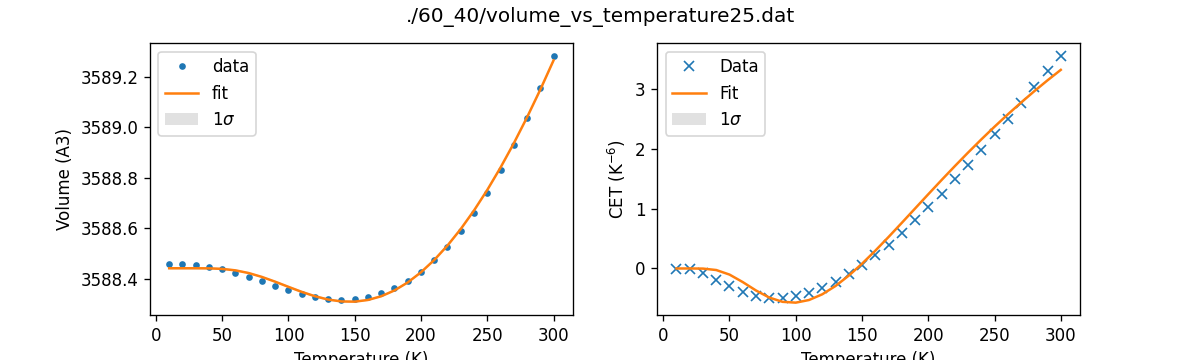 ./60_40/volume_vs_temperature25.dat
data
fit
1σ
3589.2
3589.0
3588.8
3588.6
3588.4
Volume (A3)
0 50 100 150 200 250 300
Temperature (K)
Data
Fit
1σ
3
2
1
0
CET (K⁻⁶)
0 50 100 150 200 250 300
Temperature (K)